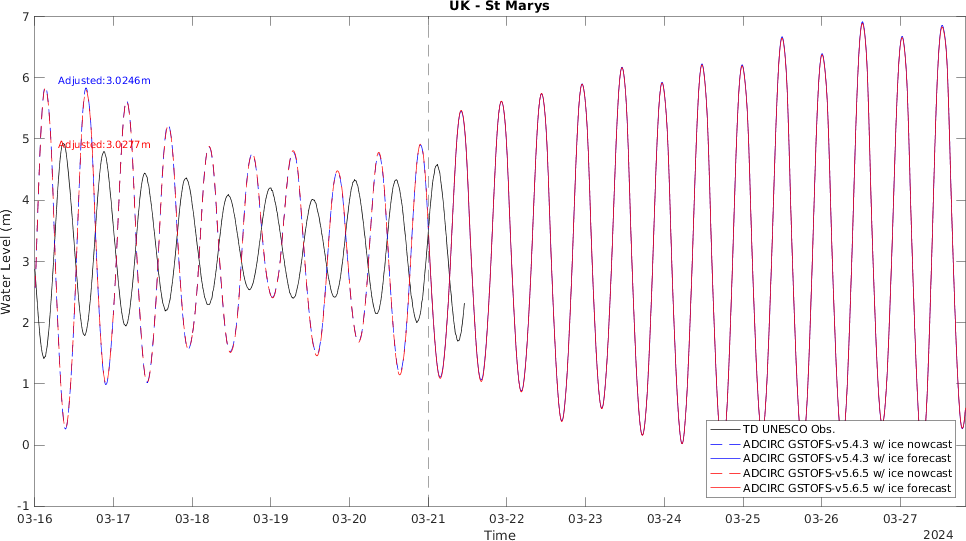 UK - St Marys
7
6
5
4
3
2
1
0
-1
Water Level (m)
Adjusted:3.0246m
Adjusted:3.0277m
TD UNESCO Obs.
ADCIRC GSTOFS-v5.4.3 w/ ice nowcast
ADCIRC GSTOFS-v5.4.3 w/ ice forecast
ADCIRC GSTOFS-v5.6.5 w/ ice nowcast
ADCIRC GSTOFS-v5.6.5 w/ ice forecast
03-16 03-17 03-18 03-19 03-20 03-21 03-22 03-23 03-24 03-25 03-26 03-27
Time
2024